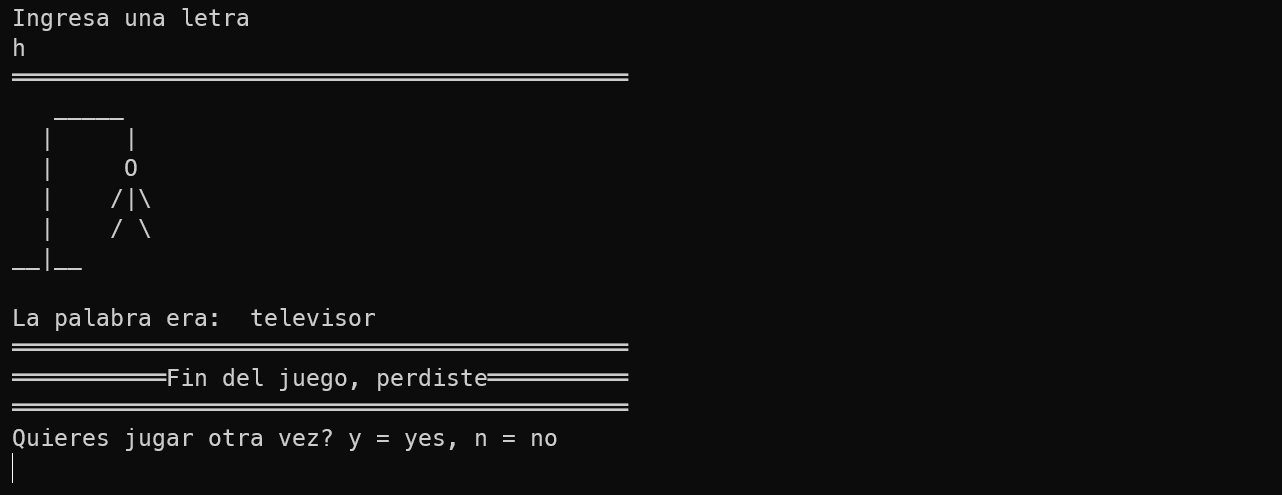 Ingresa una letra
h
════════════════════════════════════════════
   _____
  |     |
  |     O
  |    /|\
  |    / \
__|__
La palabra era:  televisor
════════════════════════════════════════════
═══════════Fin del juego, perdiste══════════
════════════════════════════════════════════
Quieres jugar otra vez? y = yes, n = no